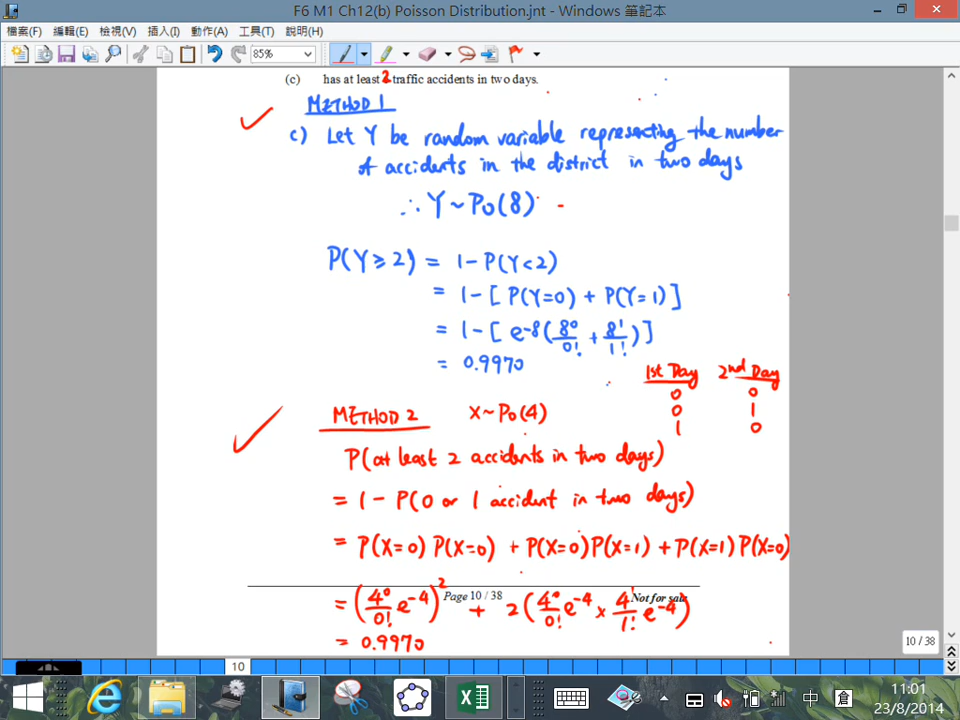 F6 M1 Ch12(b) Poisson Distribution.jnt - Windows 筆記本
檔案(F) 編輯(E) 檢視(V) 插入(I) 動作(A) 工具(T) 說明(H)
85%
(c) has at least 2 traffic accidents in two days.
METHOD 1
c) Let Y be random variable representing the number
of accidents in the district in two days
∴ Y ~ Po(8)
P(Y ≥ 2) = 1 - P(Y < 2)
= 1 - [ P(Y=0) + P(Y=1) ]
= 1 - [ e^-8 ( 8^0/0! + 8^1/1! ) ]
= 0.9970
1st Day 2nd Day
0 0
0 1
1 0
METHOD 2 X ~ Po(4)
P(at least 2 accidents in two days)
= 1 - P(0 or 1 accident in two days)
= P(X=0) P(X=0) + P(X=0) P(X=1) + P(X=1) P(X=0)
Page 10 / 38 Not for sale
= ( 4^0/0! e^-4 )^2 + 2 ( 4^0/0! e^-4 × 4^1/1! e^-4 )
= 0.9970
10 / 38
10
中 倉
11:01
23/8/2014